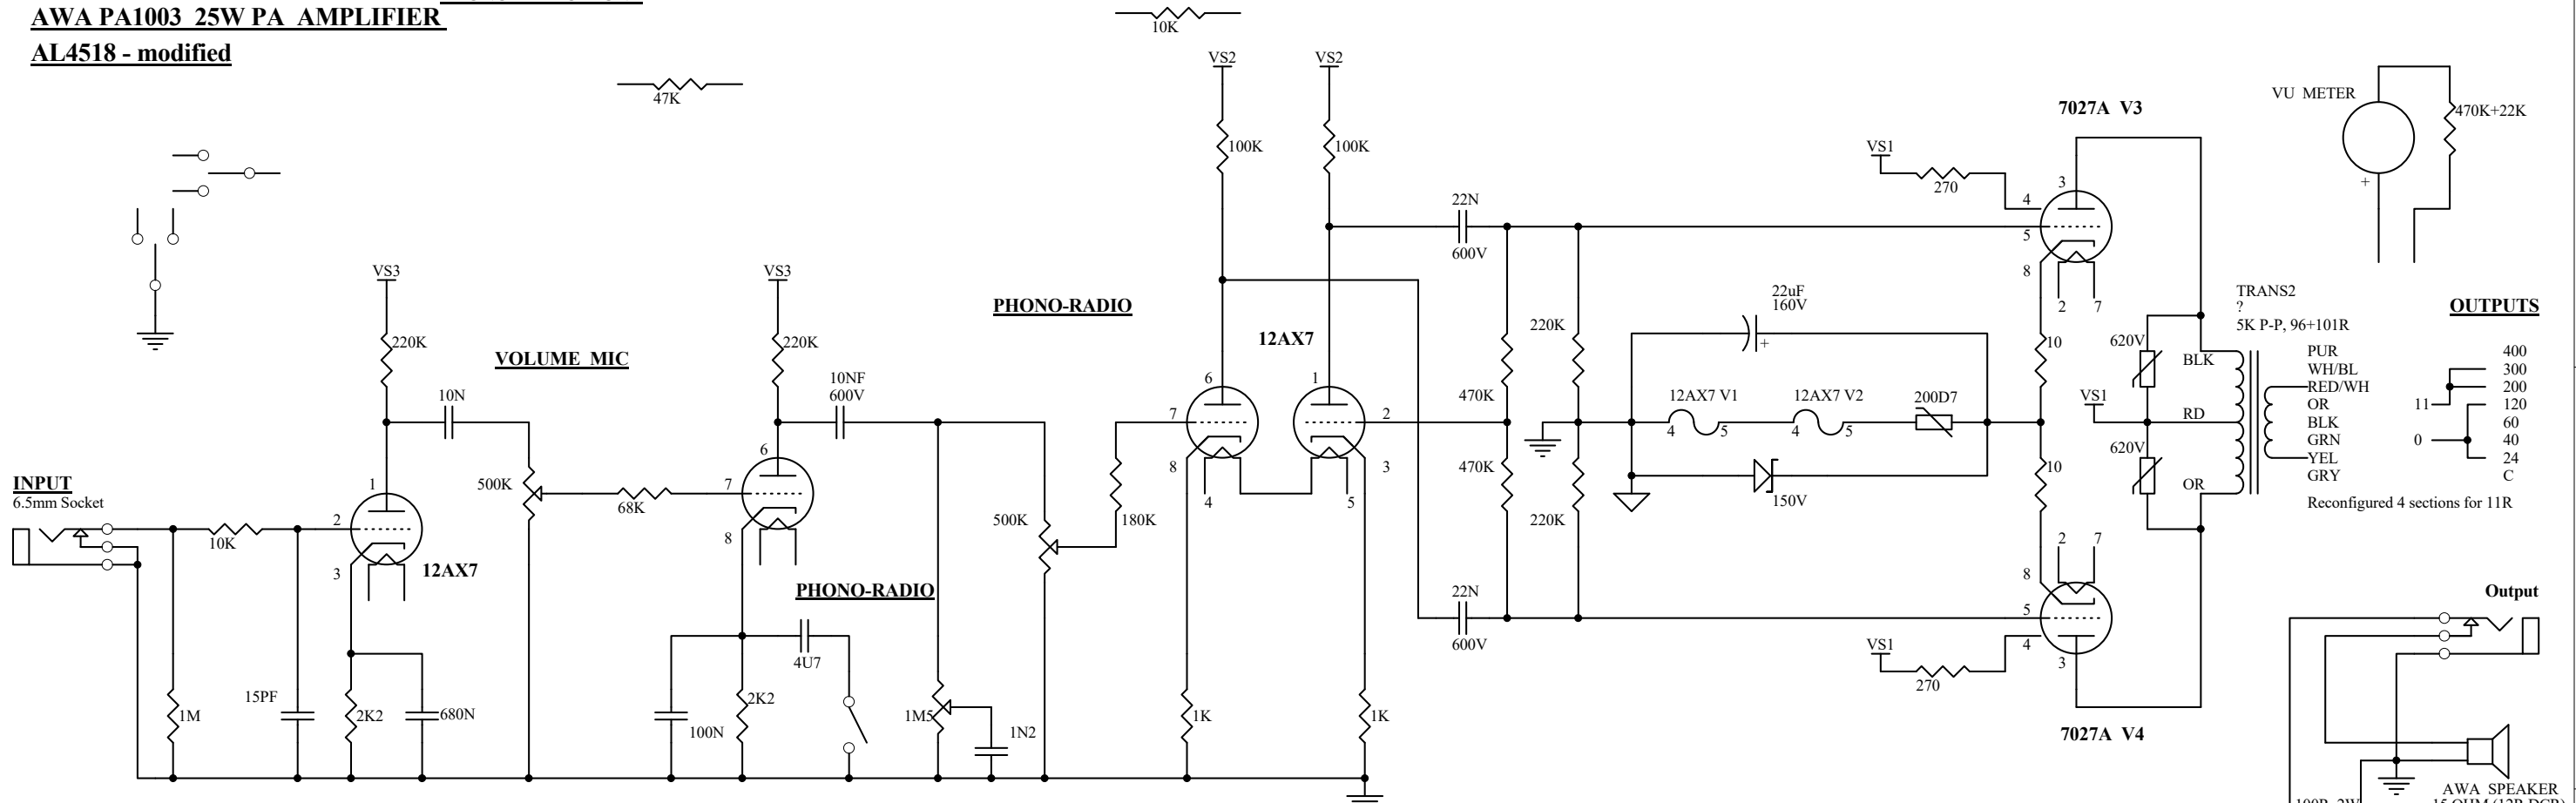 AWA PA1003 25W PA AMPLIFIER
AL4518 - modified
10K
47K
VS2
VS2
100K
100K
7027A V3
VU METER
470K+22K
+
VS1
270
3
4
5
8
2
7
22N
600V
VS3
VS3
220K
220K
VOLUME MIC
PHONO-RADIO
12AX7
22uF
160V
+
220K
470K
470K
220K
12AX7 V1
4
5
12AX7 V2
4
5
200D7
150V
10
10
620V
620V
VS1
BLK
RD
OR
TRANS2
?
5K P-P, 96+101R
PUR
WH/BL
RED/WH
OR
BLK
GRN
YEL
GRY
OUTPUTS
400
300
200
120
60
40
24
C
11
0
Reconfigured 4 sections for 11R
10N
10NF
600V
6
7
8
4
1
2
3
5
INPUT
6.5mm Socket
10K
1
2
3
12AX7
500K
68K
6
7
8
500K
180K
PHONO-RADIO
4U7
22N
600V
VS1
270
2
7
8
5
4
3
7027A V4
1M
15PF
2K2
680N
100N
2K2
1M5
1N2
1K
1K
Output
AWA SPEAKER
15 OHM (12R DCR)
100R 2W